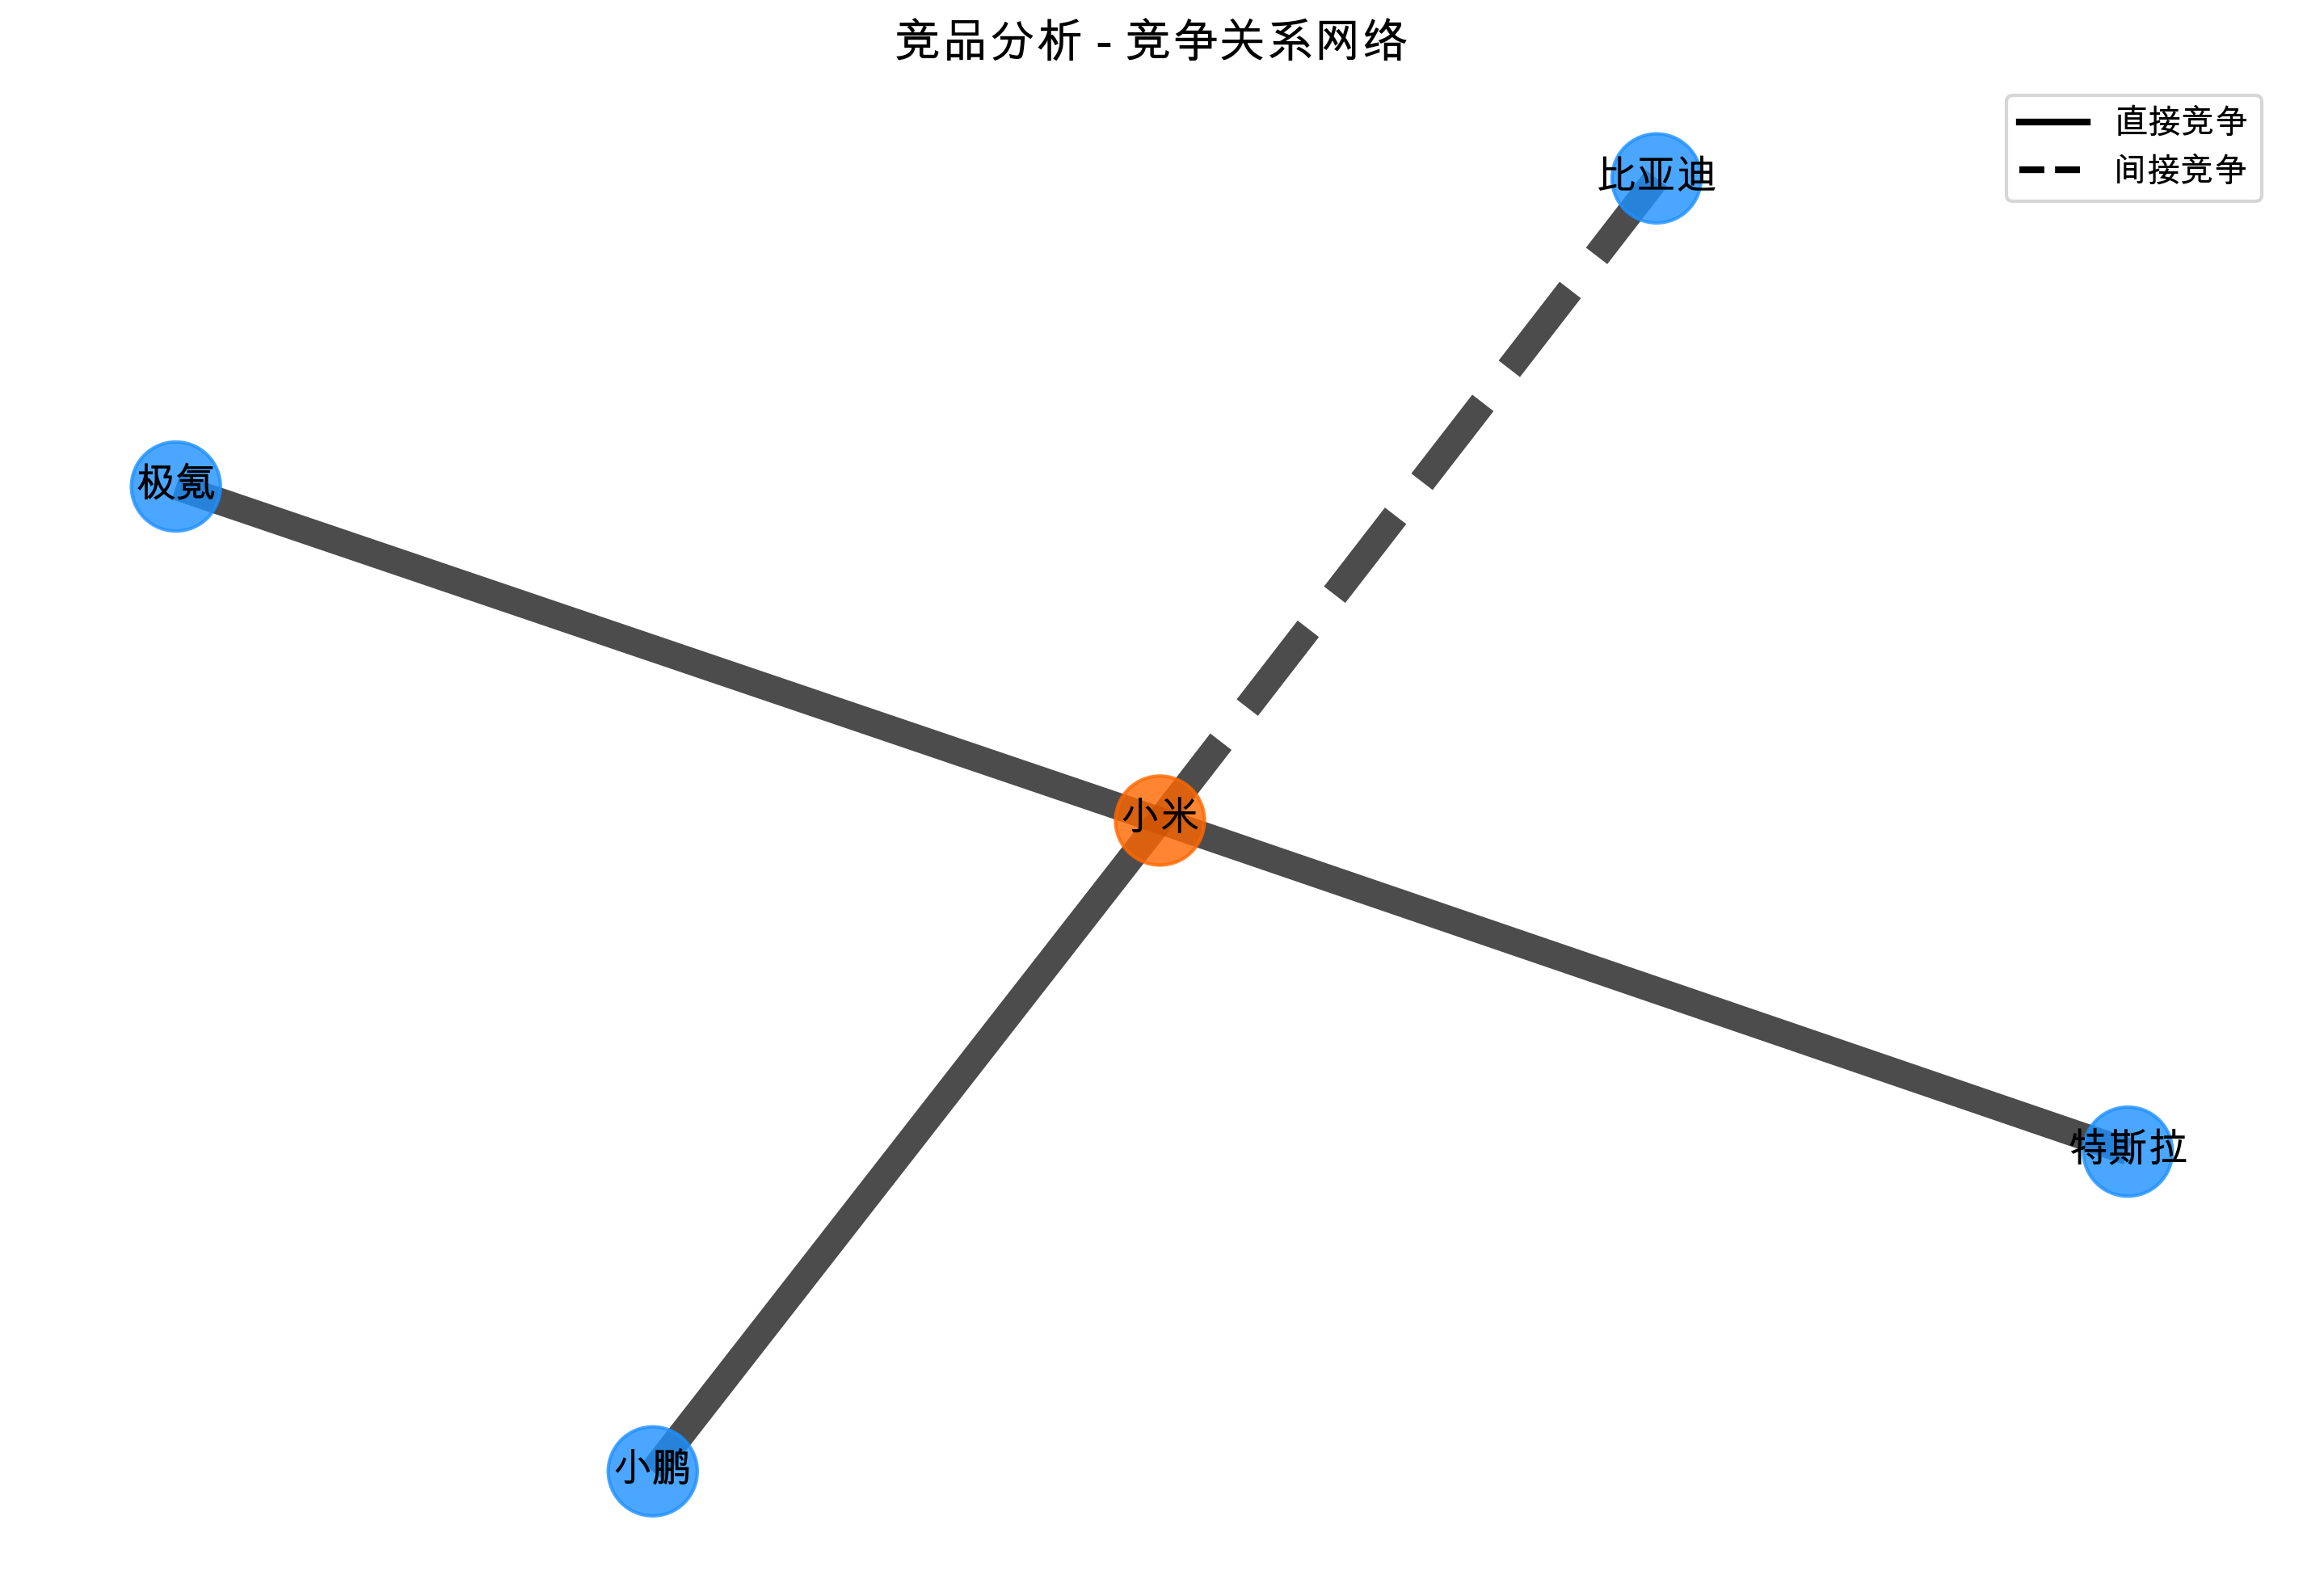 竞品分析 - 竞争关系网络
直接竞争
间接竞争
比亚迪
极氪
小米
特斯拉
小鹏